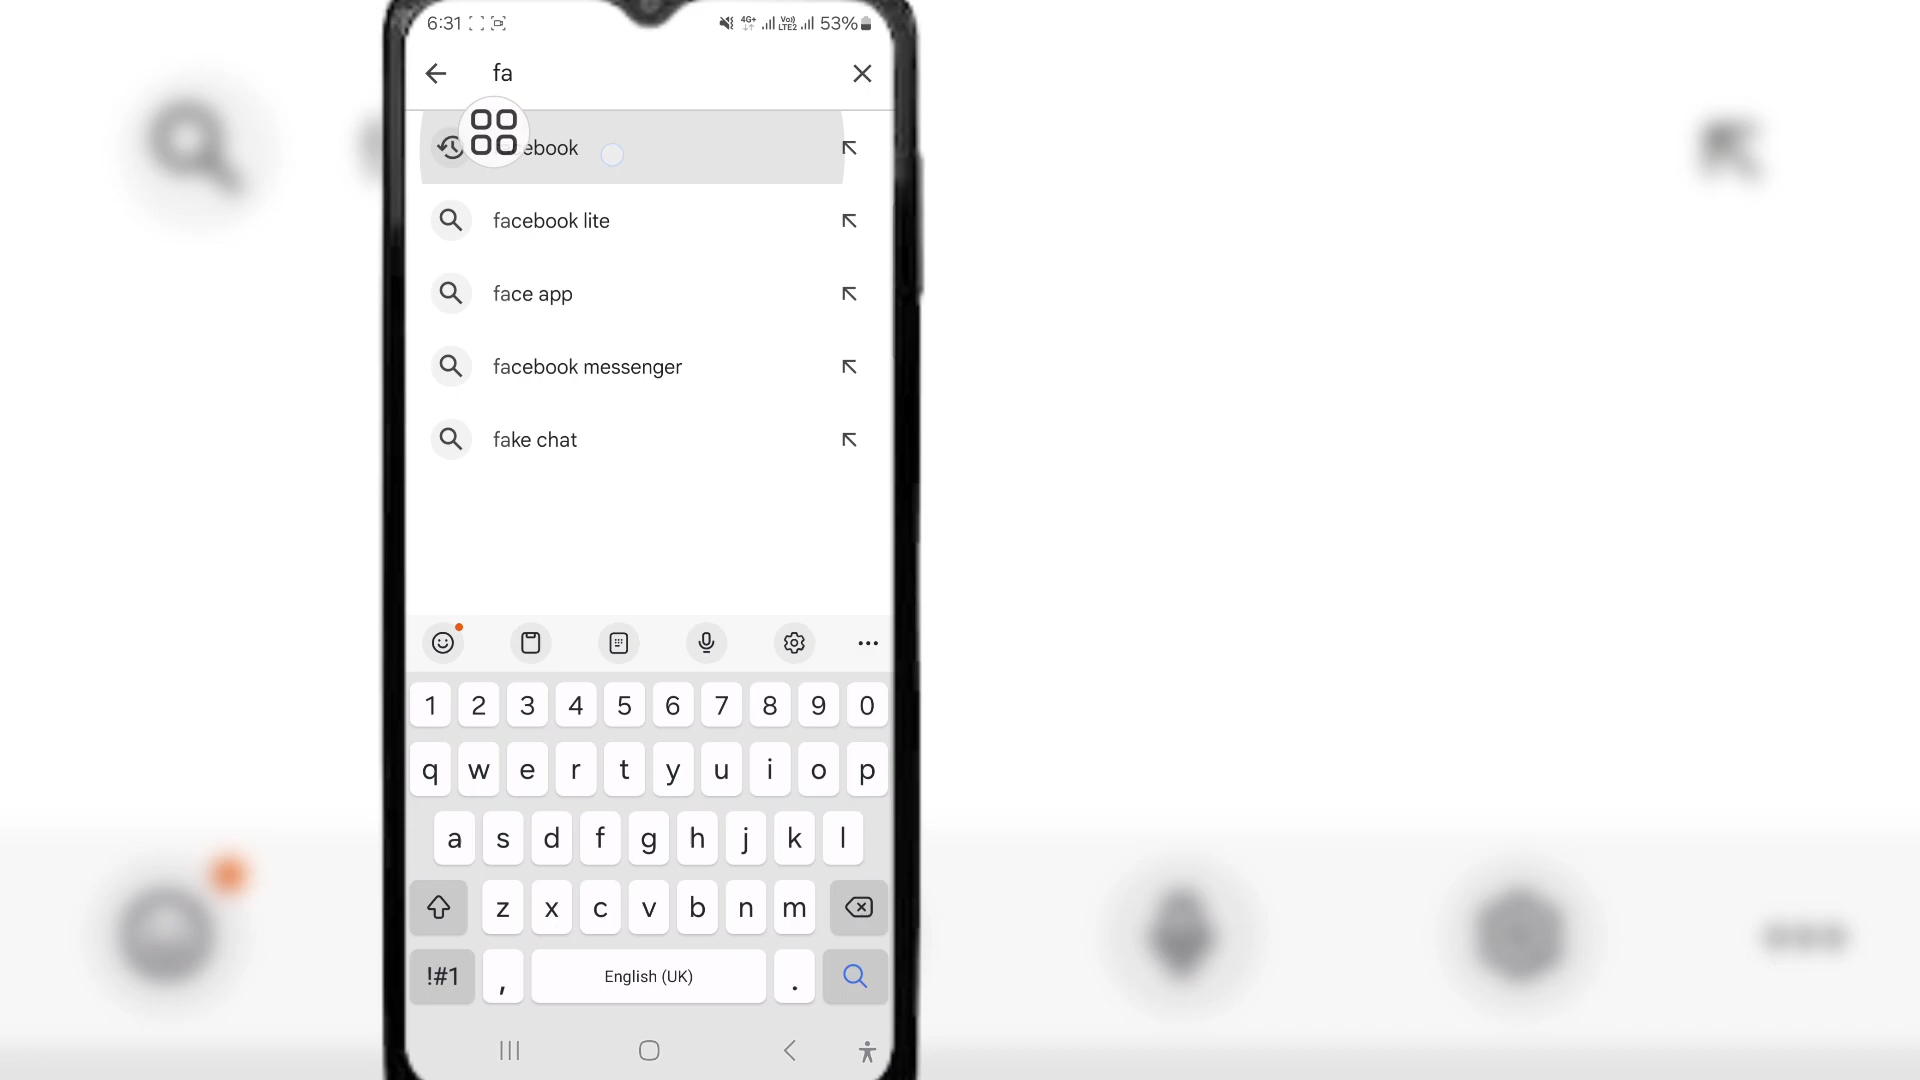 6:31 4G+ Vo) LTE2 53%
fa
ebook
facebook lite
face app
facebook messenger
fake chat
1 2 3 4 5 6 7 8 9 0
q w e r t y u i o p
a s d f g h j k l
z x c v b n m
!#1 , English (UK) .